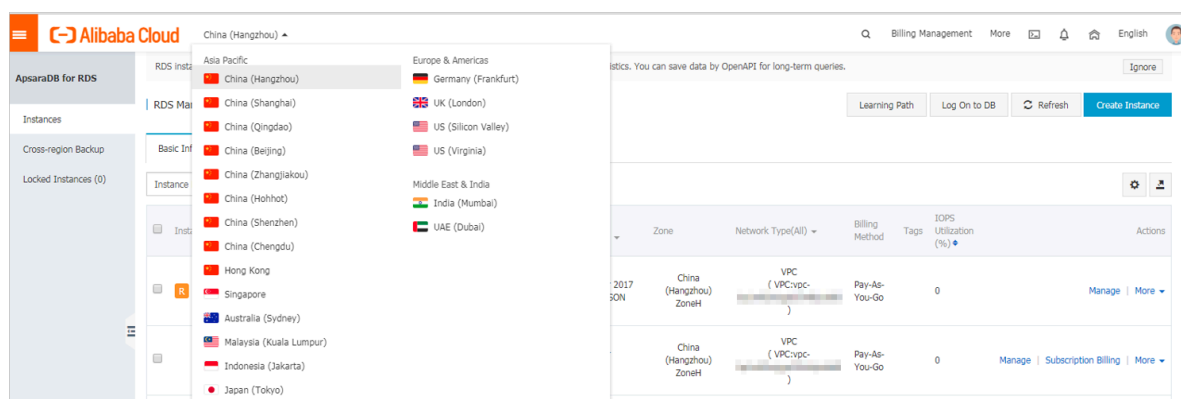 Alibaba Cloud
China (Hangzhou)
Billing Management
More
English
ApsaraDB for RDS
Instances
Cross-region Backup
Locked Instances (0)
RDS insta
istics. You can save data by OpenAPI for long-term queries.
Ignore
RDS Mar
Learning Path
Log On to DB
Refresh
Create Instance
Basic Inf
Instance
Asia Pacific
China (Hangzhou)
China (Shanghai)
China (Qingdao)
China (Beijing)
China (Zhangjiakou)
China (Hohhot)
China (Shenzhen)
China (Chengdu)
Hong Kong
Singapore
Australia (Sydney)
Malaysia (Kuala Lumpur)
Indonesia (Jakarta)
Japan (Tokyo)
Europe & Americas
Germany (Frankfurt)
UK (London)
US (Silicon Valley)
US (Virginia)
Middle East & India
India (Mumbai)
UAE (Dubai)
Insta
Zone
Network Type(All)
Billing
Method
Tags
IOPS
Utilization
(%)
Actions
R
2017
SON
China
(Hangzhou)
ZoneH
VPC
( VPC:vpc-
)
Pay-As-
You-Go
0
Manage | More
China
(Hangzhou)
ZoneH
VPC
( VPC:vpc-
)
Pay-As-
You-Go
0
Manage | Subscription Billing | More